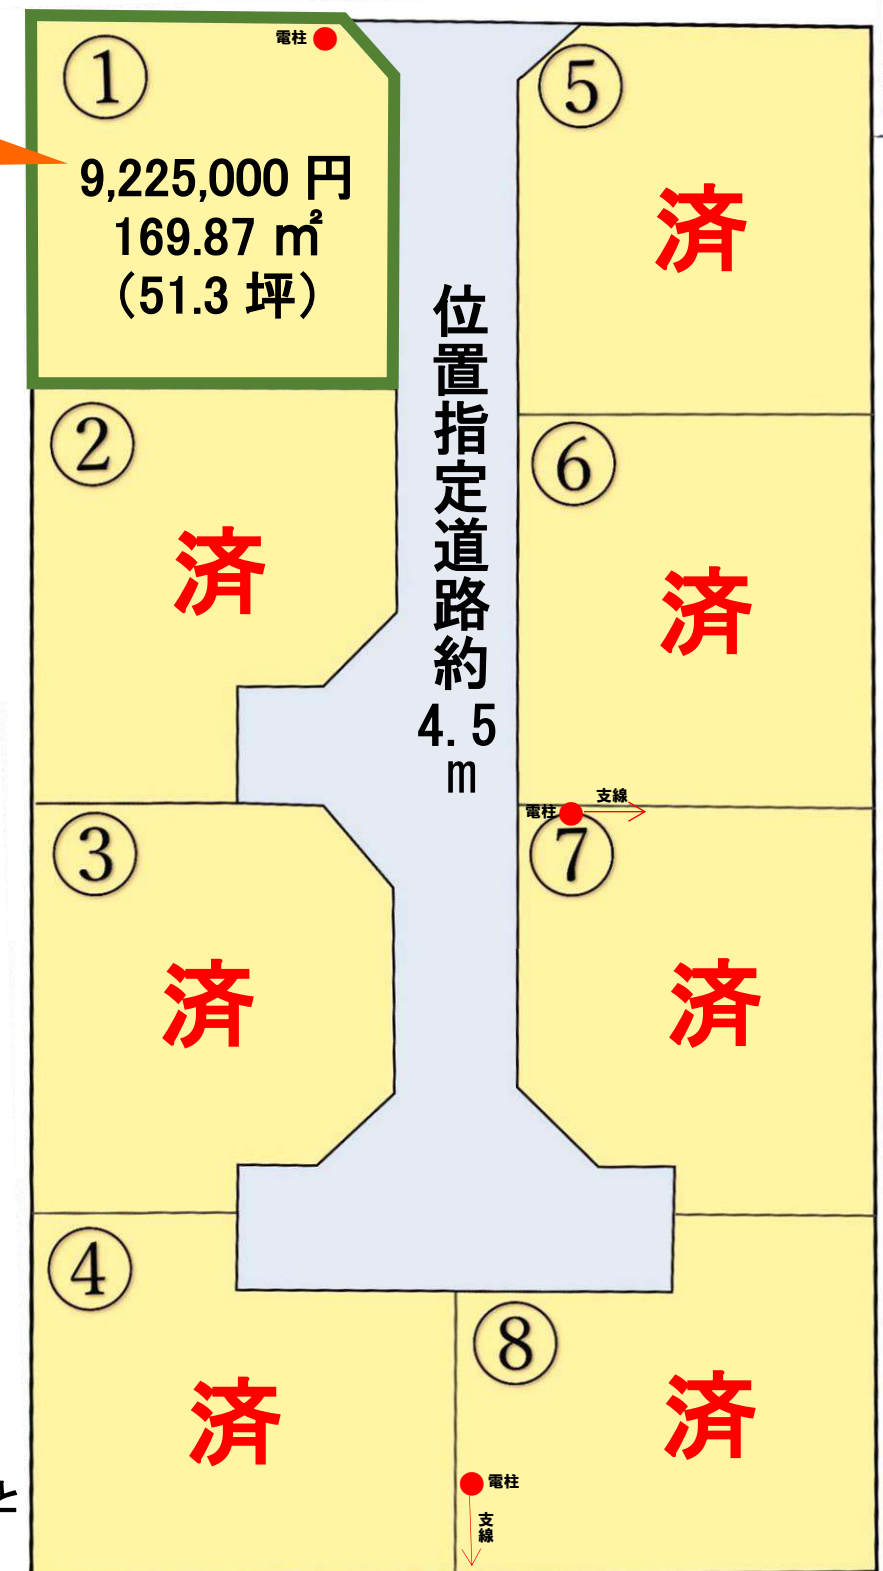 ①
電柱
9,225,000 円
169.87 ㎡
（51.3 坪）
②
済
③
済
④
済
位置指定道路約4.5m
⑤
済
⑥
済
電柱
支線
⑦
済
⑧
済
電柱
支線
と